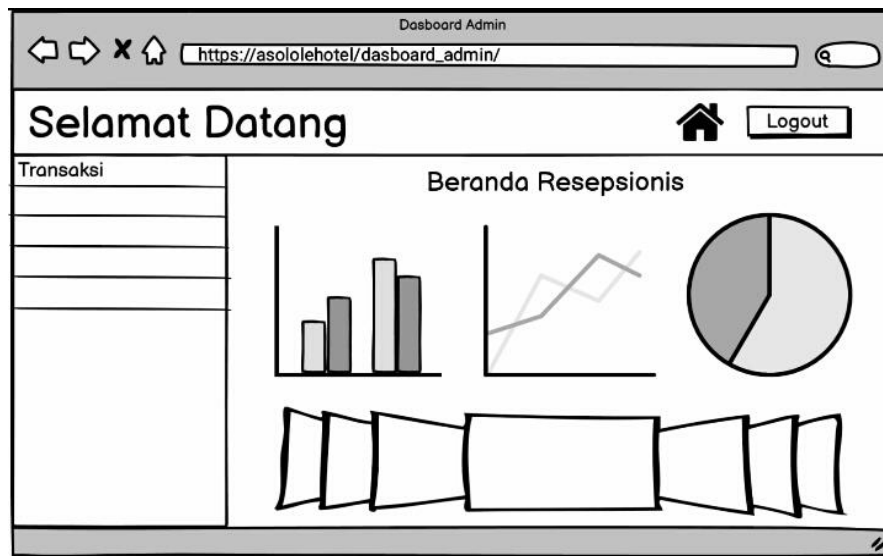 Dasboard Admin
https://asololehotel/dasboard_admin/
Selamat Datang
Logout
Transaksi
Beranda Resepsionis